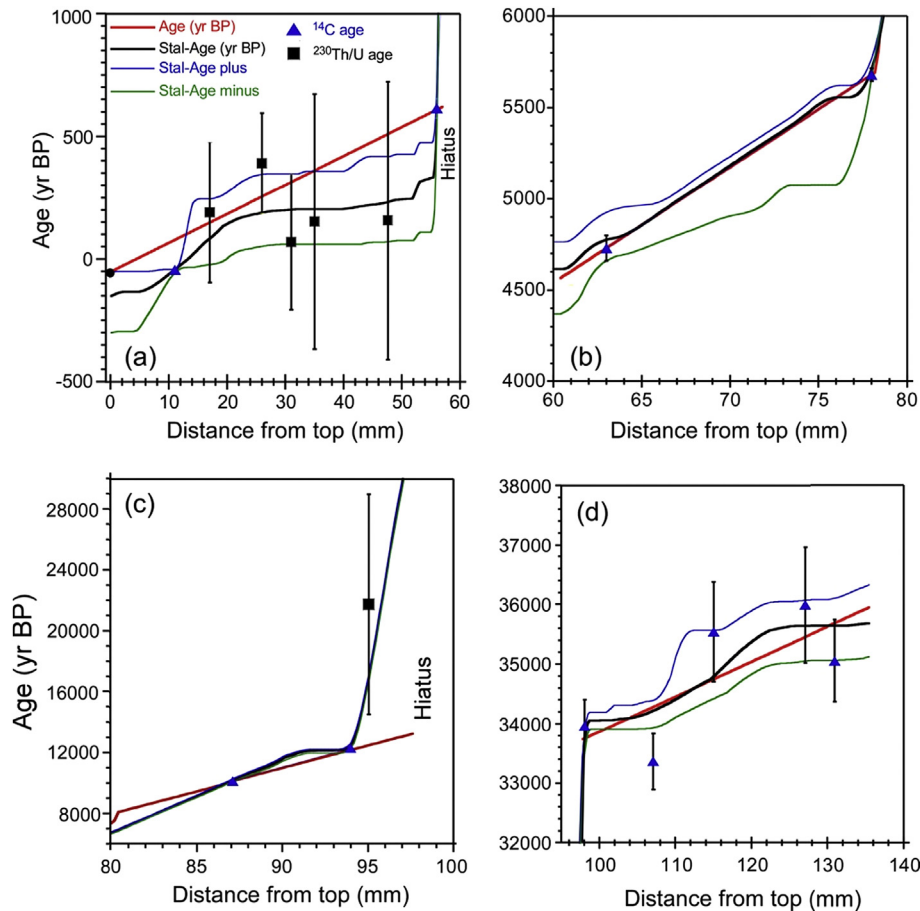 (a)
Age (yr BP)
Stal-Age (yr BP)
Stal-Age plus
Stal-Age minus
14C age
230Th/U age
1000
500
0
-500
Age (yr BP)
Hiatus
0 10 20 30 40 50 60
Distance from top (mm)
(b)
6000
5500
5000
4500
4000
60 65 70 75 80
Distance from top (mm)
(c)
28000
24000
20000
16000
12000
8000
Age (yr BP)
Hiatus
80 85 90 95 100
Distance from top (mm)
(d)
38000
37000
36000
35000
34000
33000
32000
100 110 120 130 140
Distance from top (mm)